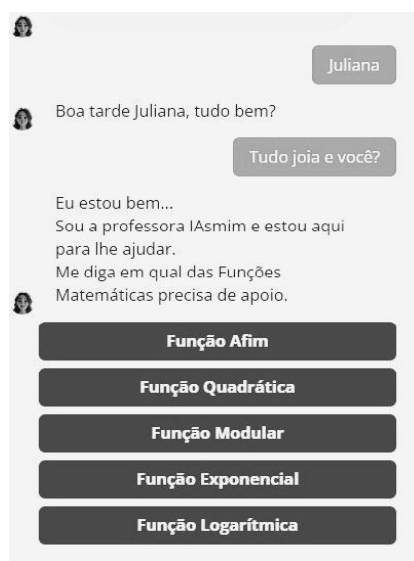 Juliana
Boa tarde Juliana, tudo bem?
Tudo joia e você?
Eu estou bem...
Sou a professora IAsmim e estou aqui
para lhe ajudar.
Me diga em qual das Funções
Matemáticas precisa de apoio.
Função Afim
Função Quadrática
Função Modular
Função Exponencial
Função Logarítmica